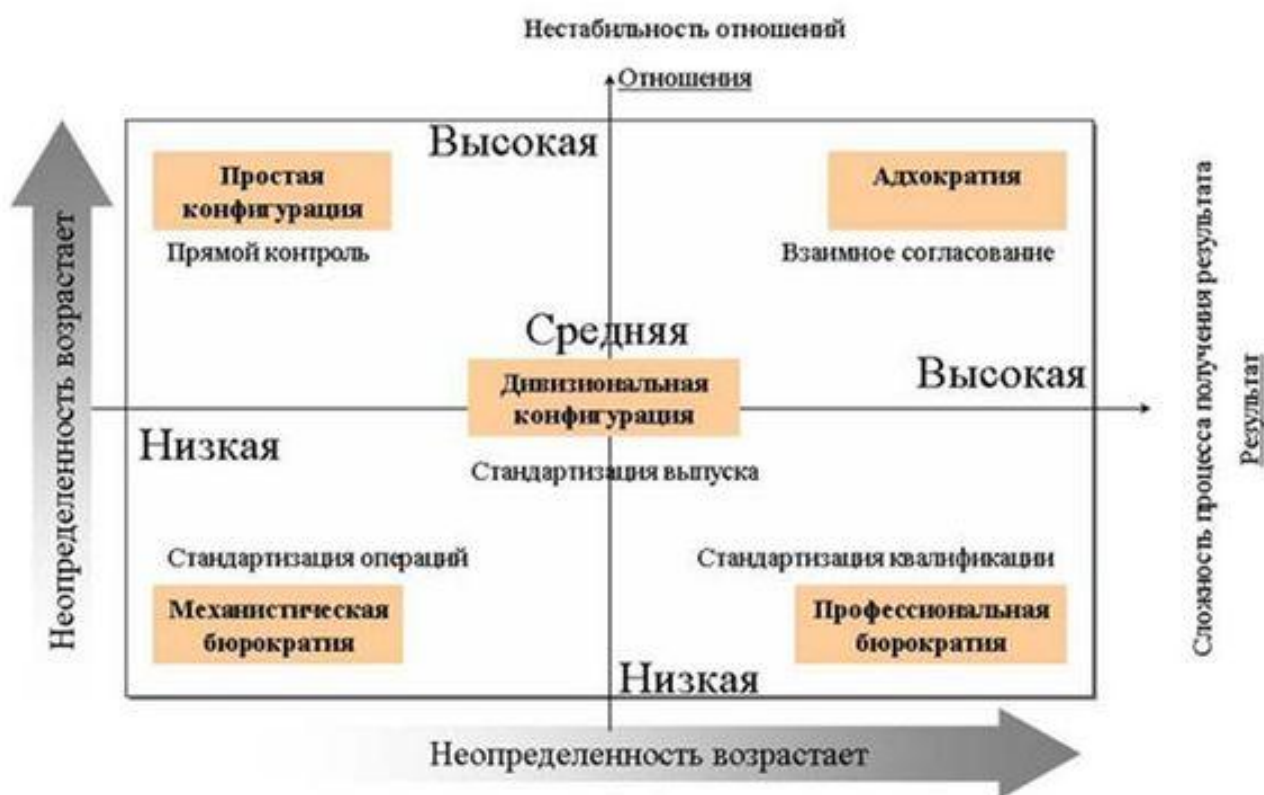 Нестабильность отношений
Отношения
Высокая
Простая
конфигурация
Прямой контроль
Адхократия
Взаимное согласование
Неопределенность возрастает
Средняя
Дивизиональная
конфигурация
Высокая
Низкая
Стандартизация выпуска
Стандартизация операций
Механистическая
бюрократия
Стандартизация квалификации
Профессиональная
бюрократия
Низкая
Неопределенность возрастает
Сложность процесса получения результата
Результат